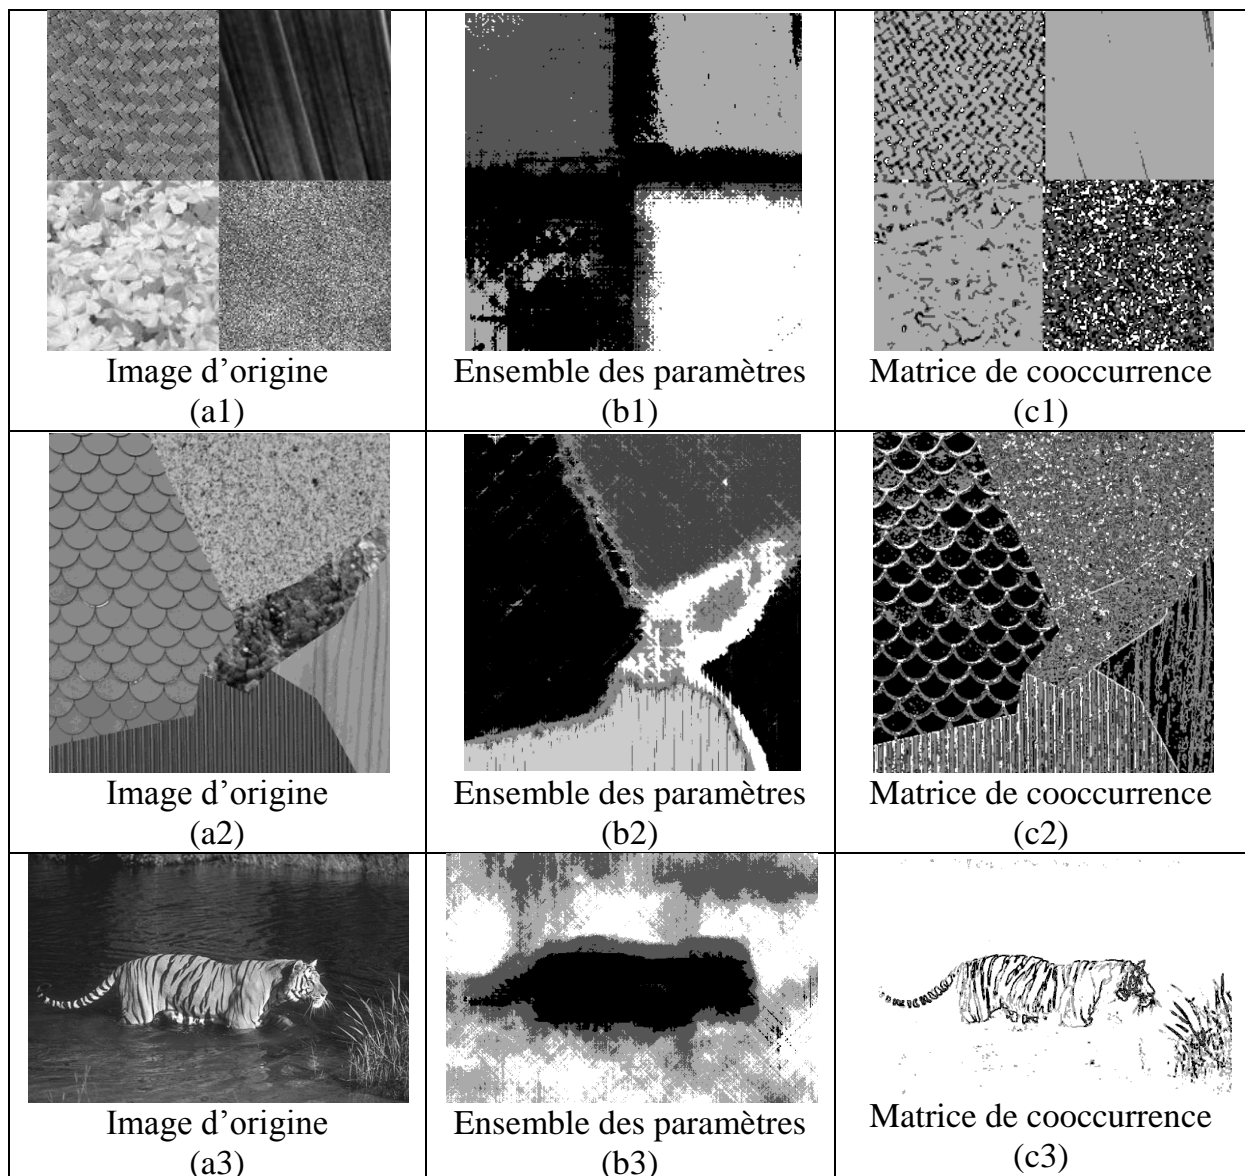 Image d’origine
(a1)
Ensemble des paramètres
(b1)
Matrice de cooccurrence
(c1)
Image d’origine
(a2)
Ensemble des paramètres
(b2)
Matrice de cooccurrence
(c2)
Image d’origine
(a3)
Ensemble des paramètres
(b3)
Matrice de cooccurrence
(c3)